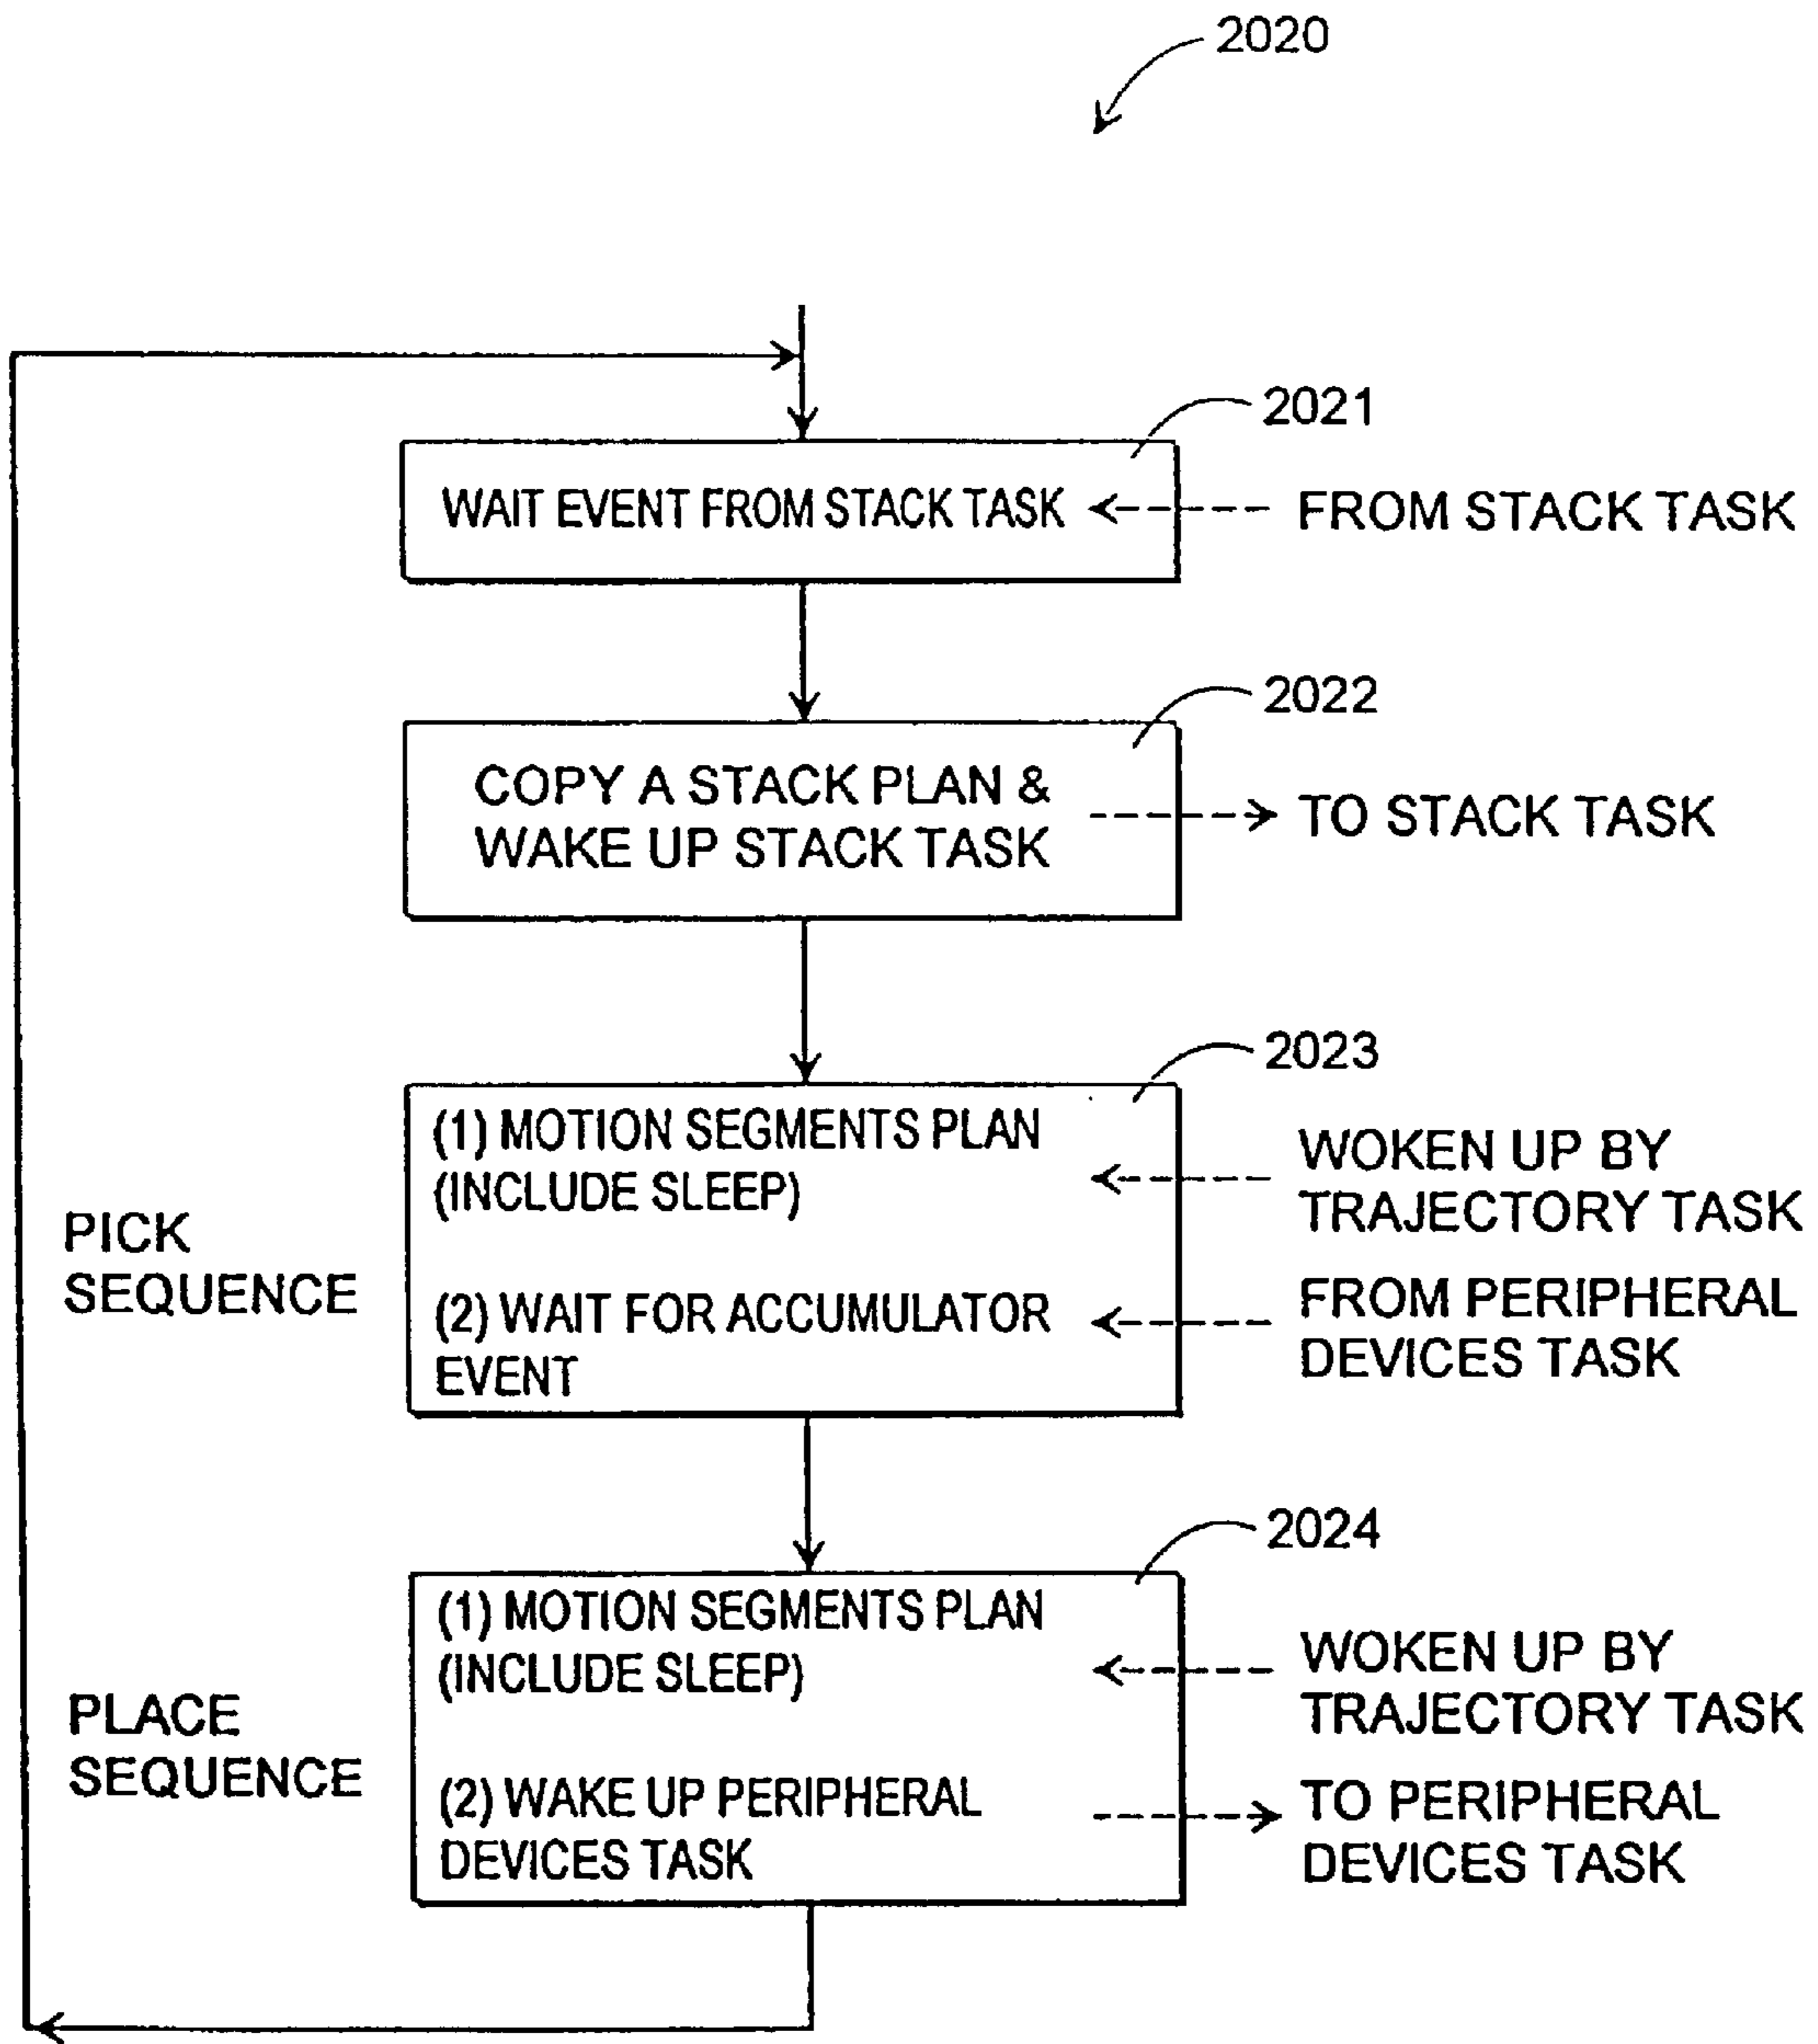 2020
2021
WAIT EVENT FROM STACK TASK
FROM STACK TASK
2022
COPY A STACK PLAN &
WAKE UP STACK TASK
TO STACK TASK
2023
PICK
SEQUENCE
(1) MOTION SEGMENTS PLAN
(INCLUDE SLEEP)
WOKEN UP BY
TRAJECTORY TASK
(2) WAIT FOR ACCUMULATOR
EVENT
FROM PERIPHERAL
DEVICES TASK
2024
PLACE
SEQUENCE
(1) MOTION SEGMENTS PLAN
(INCLUDE SLEEP)
WOKEN UP BY
TRAJECTORY TASK
(2) WAKE UP PERIPHERAL
DEVICES TASK
TO PERIPHERAL
DEVICES TASK